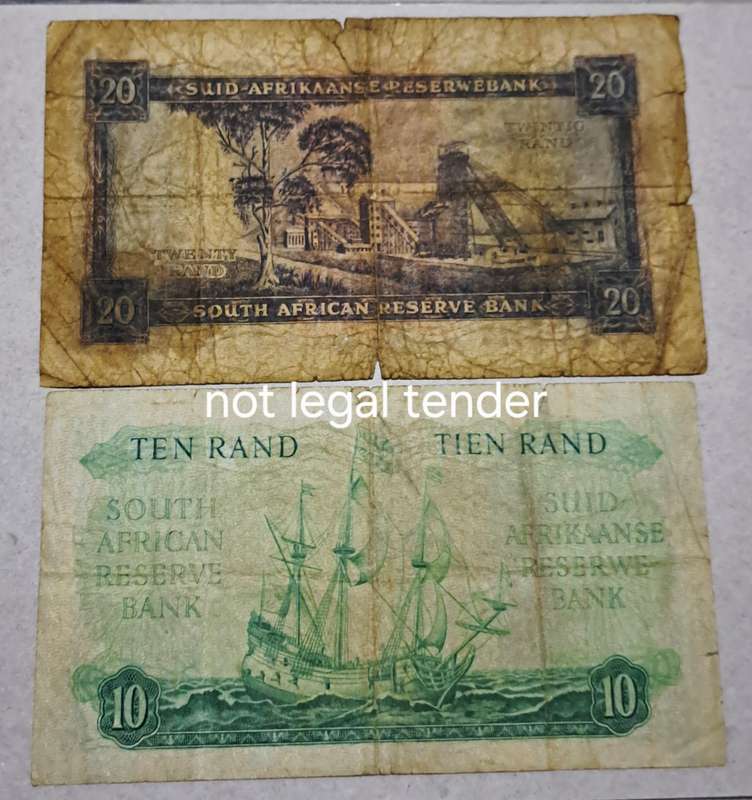 20 SUID-AFRIKAANSE RESERWEBANK 20
TWINTIG
RAND
TWENTY
RAND
20 SOUTH AFRICAN RESERVE BANK 20
not legal tender
TEN RAND TIEN RAND
SOUTH
AFRICAN
RESERVE
BANK
SUID-
AFRIKAANSE
RESERWE-
BANK
10 10